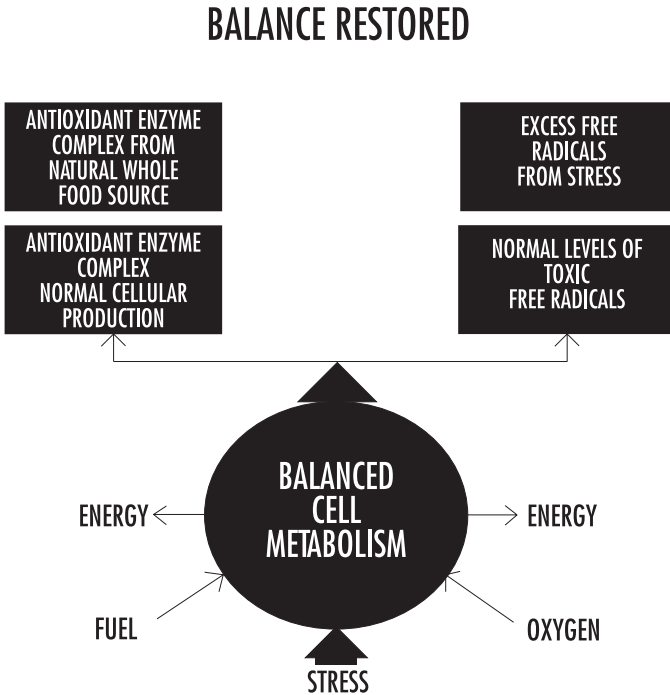 BALANCE RESTORED
ANTIOXIDANT ENZYME
COMPLEX FROM
NATURAL WHOLE
FOOD SOURCE
EXCESS FREE
RADICALS
FROM STRESS
ANTIOXIDANT ENZYME
COMPLEX
NORMAL CELLULAR
PRODUCTION
NORMAL LEVELS OF
TOXIC
FREE RADICALS
BALANCED
CELL
METABOLISM
ENERGY
ENERGY
FUEL
OXYGEN
STRESS